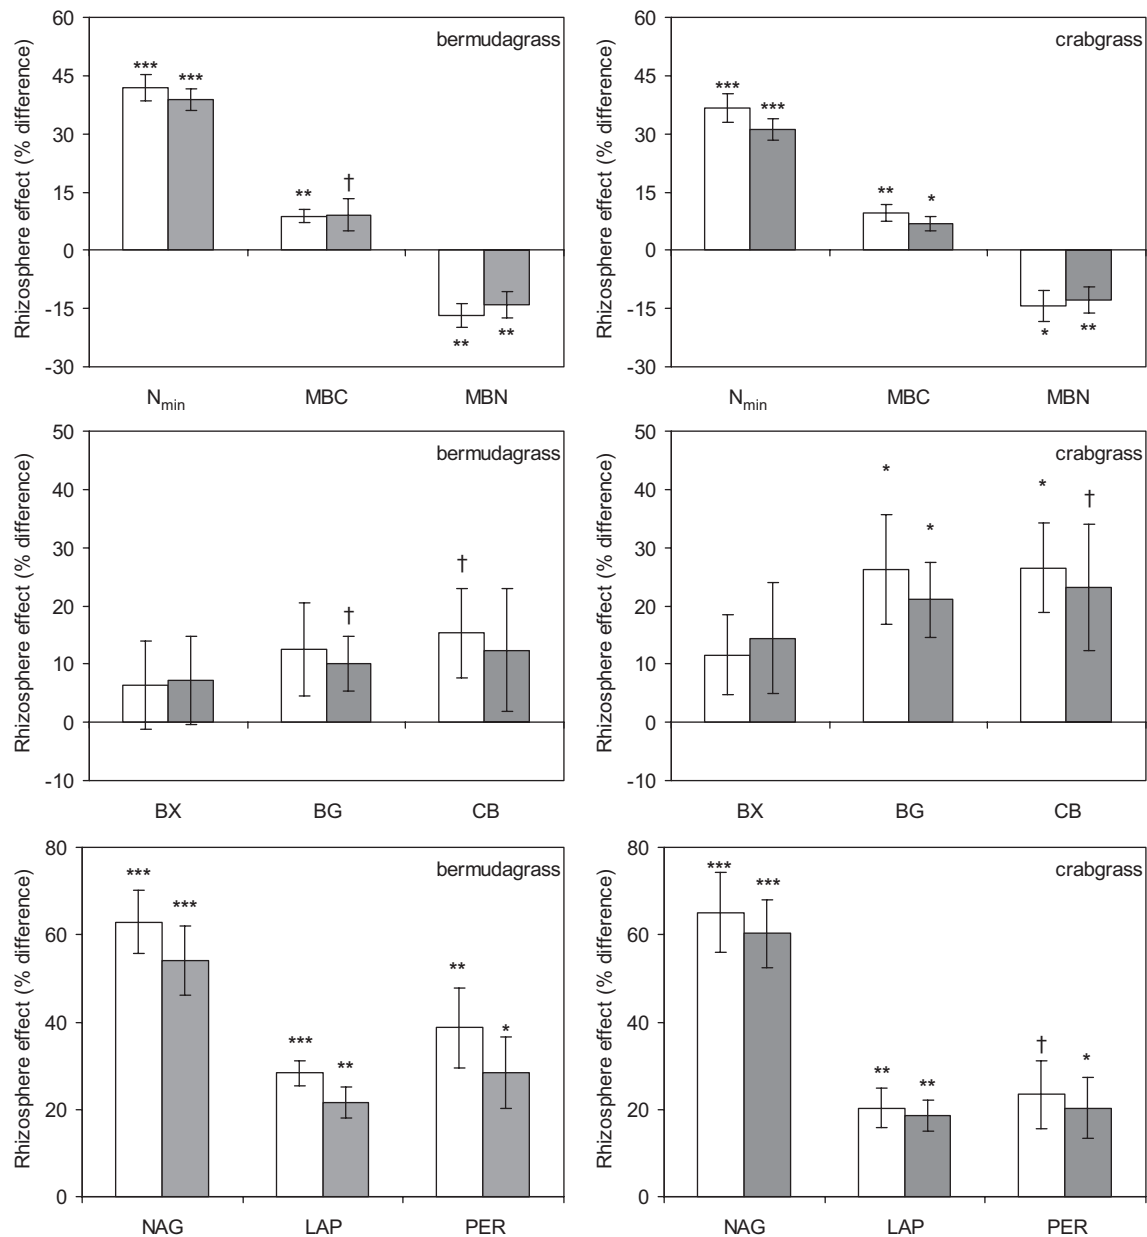 bermudagrass
Rhizosphere effect (% difference)
60
45
30
15
0
-15
-30
*** *** ** † ** **
N_min MBC MBN
crabgrass
Rhizosphere effect (% difference)
60
45
30
15
0
-15
-30
*** *** ** * * **
N_min MBC MBN
bermudagrass
Rhizosphere effect (% difference)
50
40
30
20
10
0
-10
† †
BX BG CB
crabgrass
Rhizosphere effect (% difference)
50
40
30
20
10
0
-10
* * * †
BX BG CB
bermudagrass
Rhizosphere effect (% difference)
80
60
40
20
0
*** *** *** ** ** *
NAG LAP PER
crabgrass
Rhizosphere effect (% difference)
80
60
40
20
0
*** *** ** ** † *
NAG LAP PER